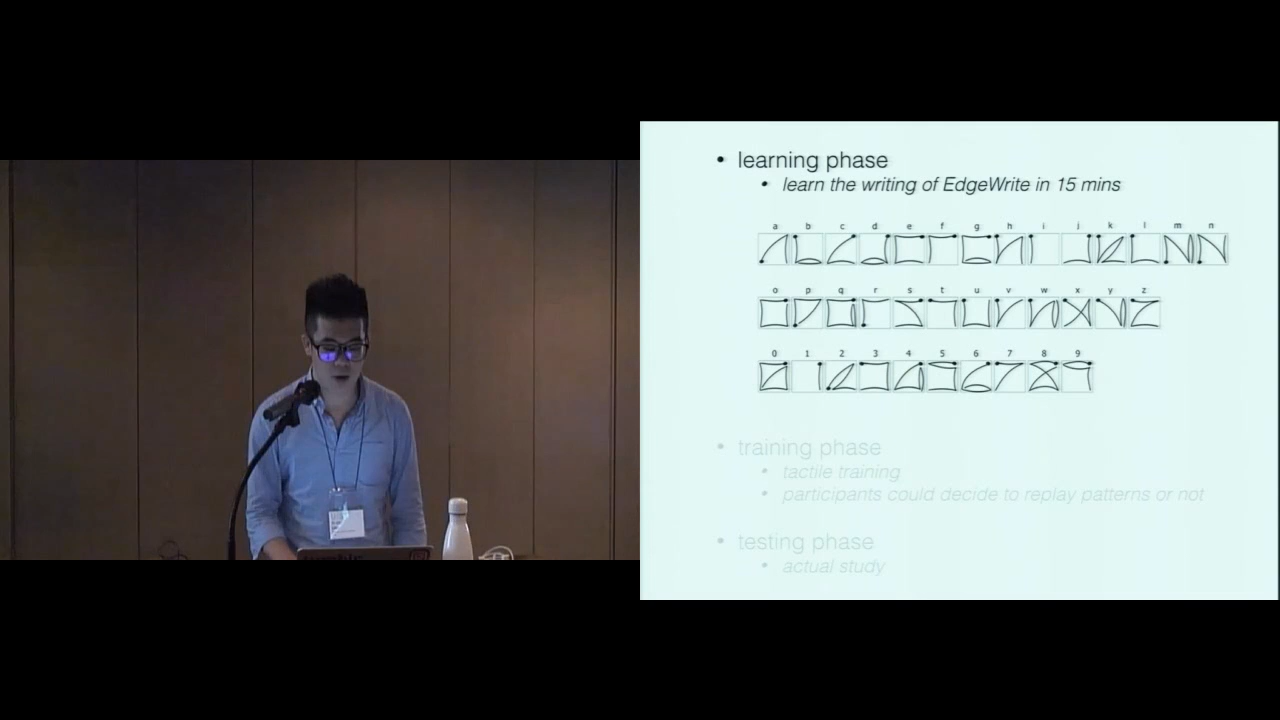 • learning phase
• learn the writing of EdgeWrite in 15 mins
a b c d e f g h i j k l m n
o p q r s t u v w x y z
0 1 2 3 4 5 6 7 8 9
• training phase
• tactile training
• participants could decide to replay patterns or not
• testing phase
• actual study